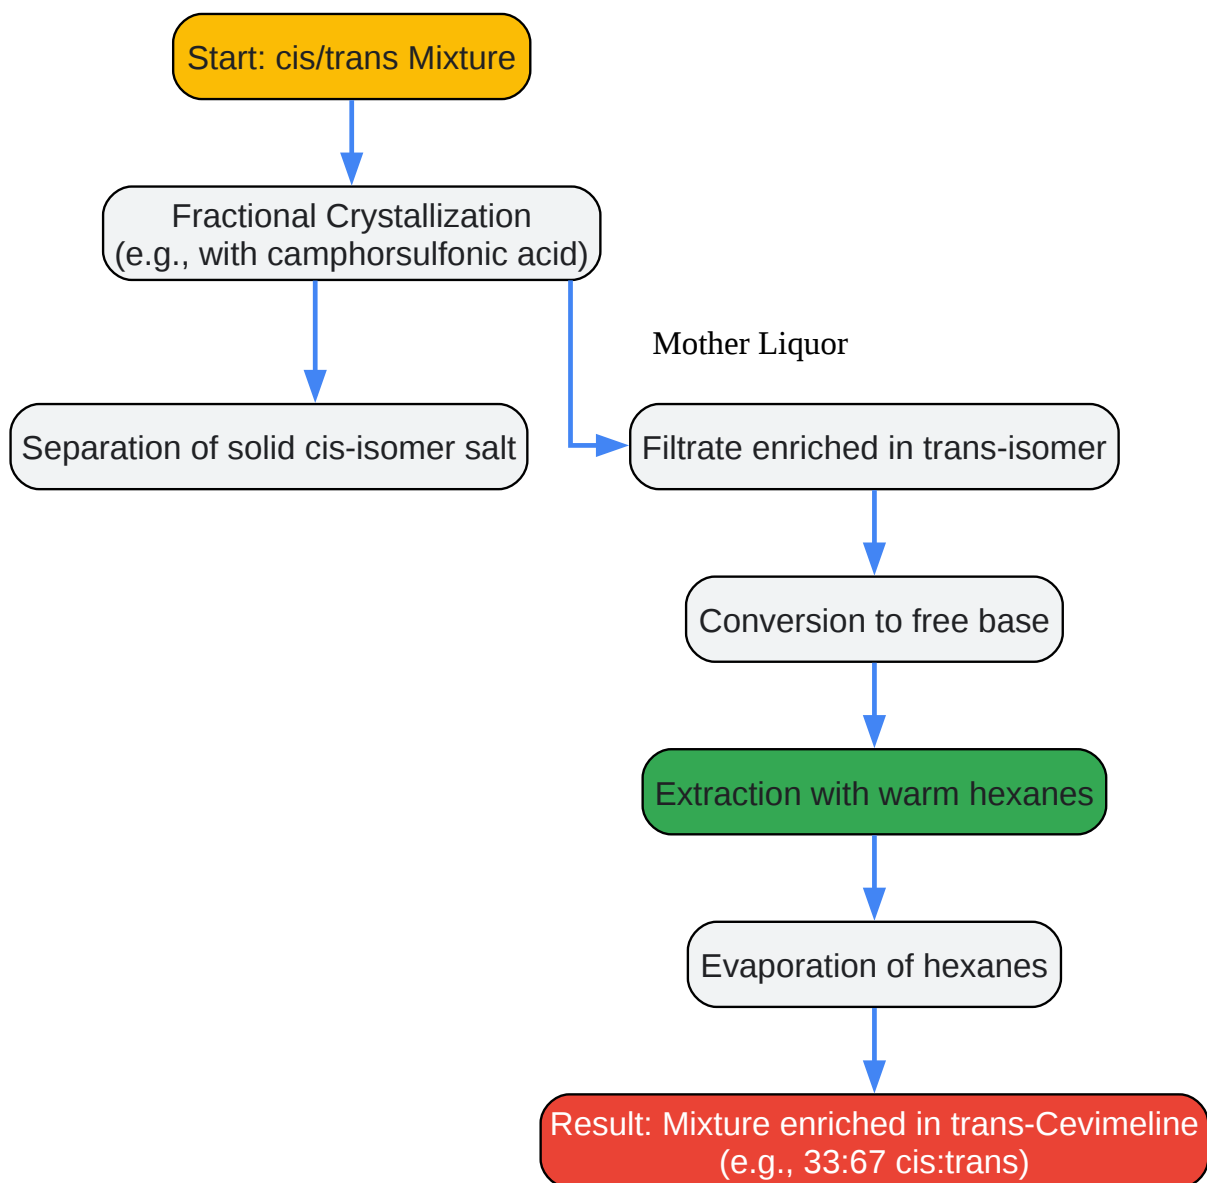 Start: cis/trans Mixture
Fractional Crystallization
(e.g., with camphorsulfonic acid)
Mother Liquor
Separation of solid cis-isomer salt
Filtrate enriched in trans-isomer
Conversion to free base
Extraction with warm hexanes
Evaporation of hexanes
Result: Mixture enriched in trans-Cevimeline
(e.g., 33:67 cis:trans)